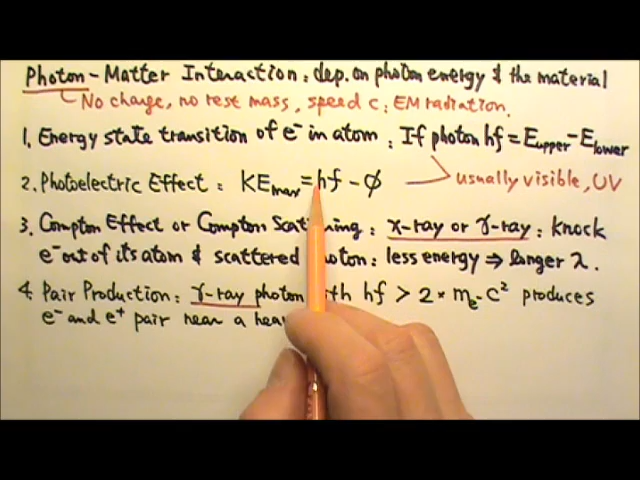 Photon - Matter Interaction: dep. on photon energy & the material
No charge, no rest mass, speed c: EM radiation.
1. Energy state transition of e⁻ in atom: If photon hf = E_upper - E_lower
2. Photoelectric Effect: KE_max = hf - ϕ
usually visible, UV
3. Compton Effect or Compton : x-ray or γ-ray: knock
e⁻ out of its atom & scattered : less energy ⇒ longer λ.
4. Pair Production: γ-ray photon hf > 2 * m_e - c² produces
e⁻ and e⁺ pair near a